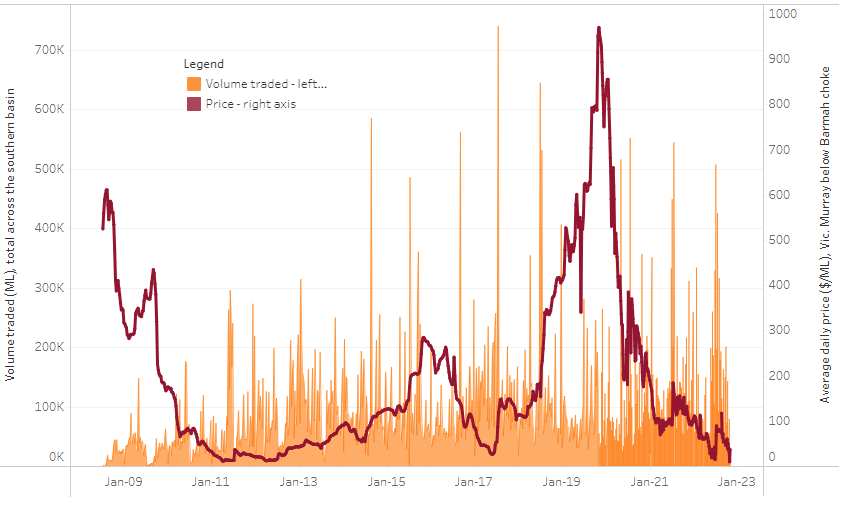 Volume traded (ML), total across the southern basin
700K
600K
500K
400K
300K
200K
100K
0K
Legend
Volume traded - left...
Price - right axis
1000
900
800
700
600
500
400
300
200
100
0
Average daily price ($/ML), Vic. Murray below Barmah choke
Jan-09
Jan-11
Jan-13
Jan-15
Jan-17
Jan-19
Jan-21
Jan-23